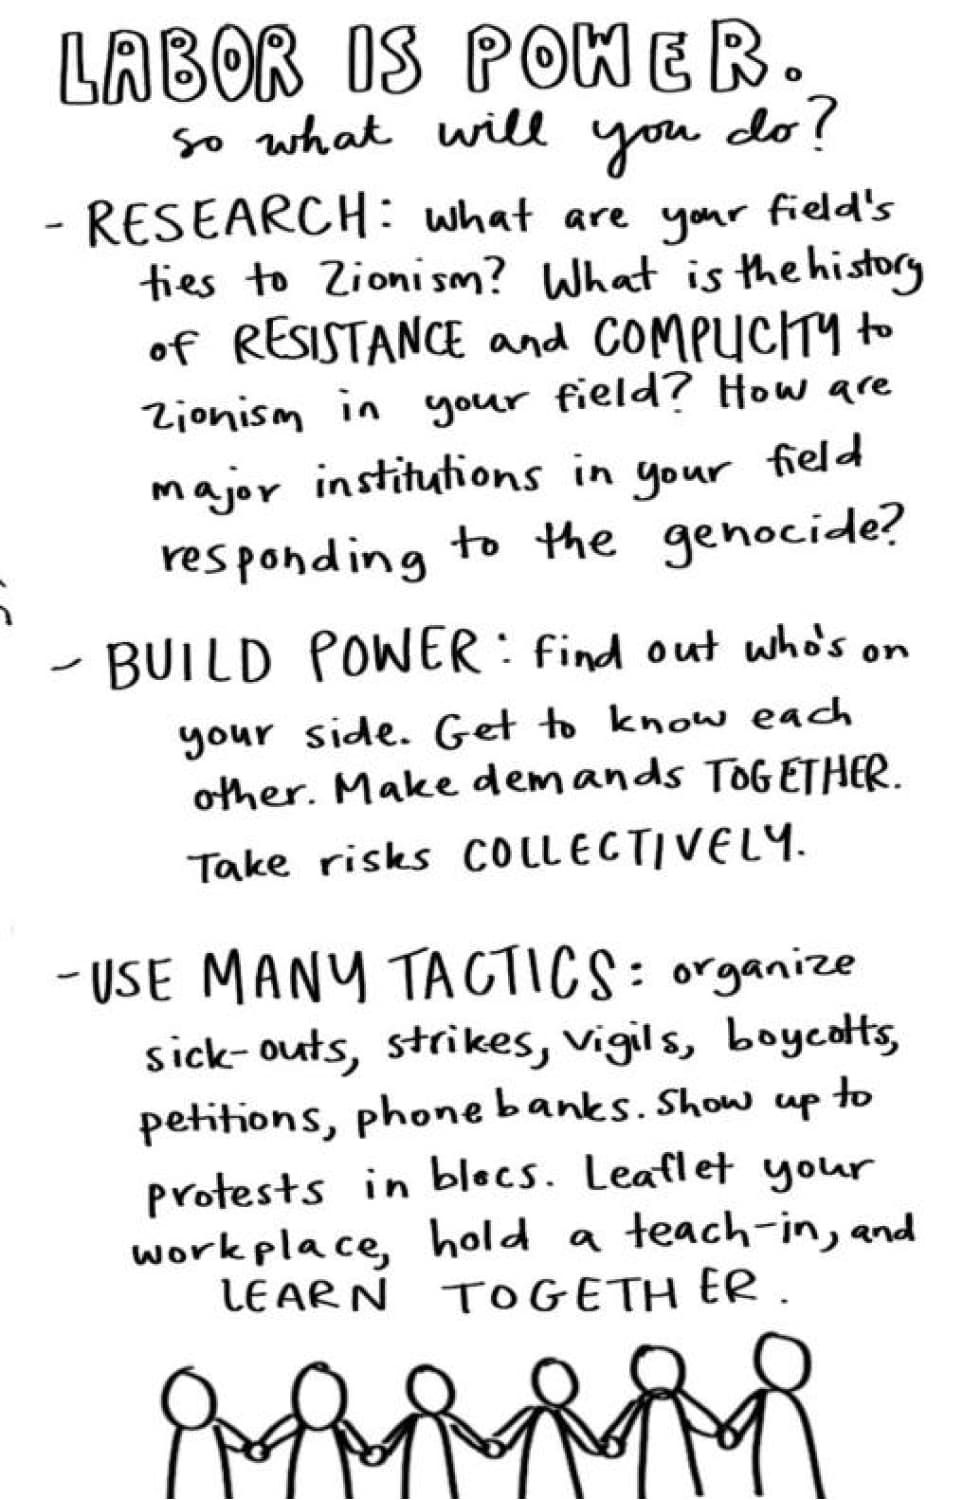 LABOR IS POWER.
so what will you do?
- RESEARCH: what are your field's
ties to Zionism? What is the history
of RESISTANCE and COMPLICITY to
zionism in your field? How are
major institutions in your field
responding to the genocide?
- BUILD POWER: find out who's on
your side. Get to know each
other. Make demands TOGETHER.
Take risks COLLECTIVELY.
- USE MANY TACTICS: organize
sick-outs, strikes, vigils, boycotts,
petitions, phone banks. Show up to
protests in blocs. Leaflet your
workplace, hold a teach-in, and
LEARN TOGETHER.